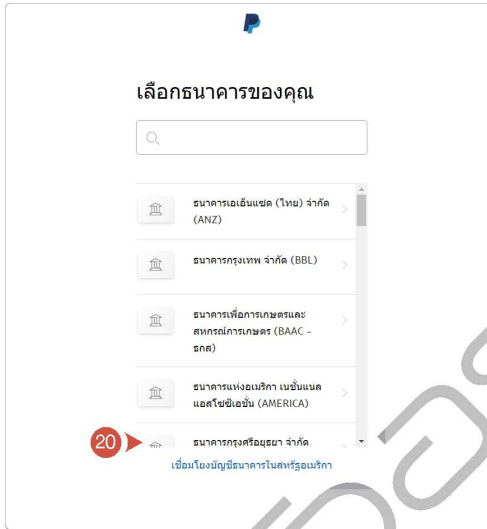 เลือกธนาคารของคุณ
ธนาคารเอเอ็นแซด (ไทย) จำกัด
(ANZ)
ธนาคารกรุงเทพ จำกัด (BBL)
ธนาคารเพื่อการเกษตรและ
สหกรณ์การเกษตร (BAAC -
ธกส)
ธนาคารแห่งอเมริกา เนชั่นแนล
แอสโซซิเอชั่น (AMERICA)
20
ธนาคารกรุงศรีอยุธยา จำกัด
เชื่อมโยงบัญชีธนาคารในสหรัฐอเมริกา